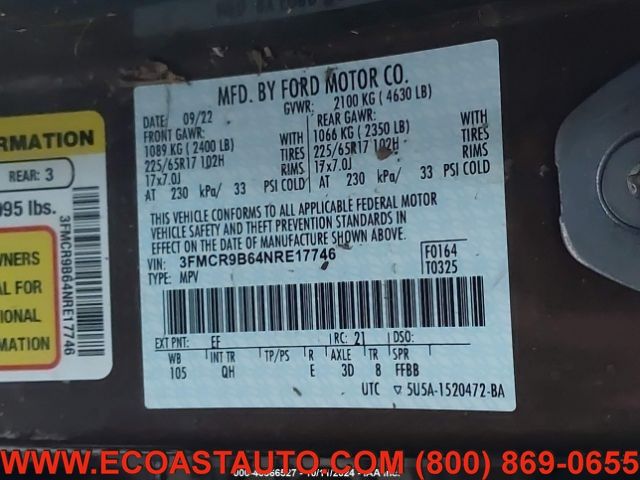 MFD. BY FORD MOTOR CO.
DATE: 09/22 GVWR: 2100 KG ( 4630 LB)
FRONT GAWR: REAR GAWR:
1089 KG ( 2400 LB) WITH 1066 KG ( 2350 LB) WITH
225/65R17 102H TIRES 225/65R17 102H TIRES
17x7.0J RIMS 17x7.0J RIMS
AT 230 kPa/ 33 PSI COLD AT 230 kPa/ 33 PSI COLD
THIS VEHICLE CONFORMS TO ALL APPLICABLE FEDERAL MOTOR
VEHICLE SAFETY AND THEFT PREVENTION STANDARDS IN
EFFECT ON THE DATE OF MANUFACTURE SHOWN ABOVE.
VIN: 3FMCR9B64NRE17746 F0164
TYPE: MPV T0325
EXT PNT: EF RC: 21 DSO:
WB INT TR TP/PS R AXLE TR SPR
105 QH E 3D 8 FFBB
UTC ▽ 5U5A-1520472-BA
REAR: 3
995 lbs.
3FMCR9B64NRE17746
FOR
WWW.ECOASTAUTO.COM (800) 869-0655